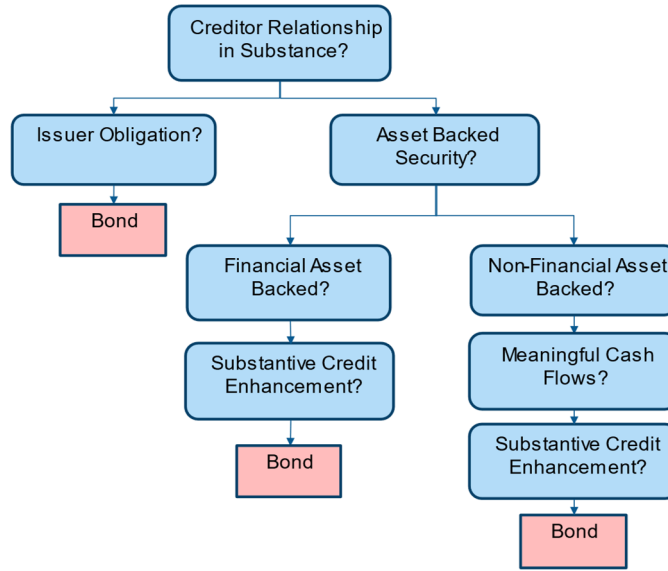 Creditor Relationship
in Substance?
Issuer Obligation?
Asset Backed
Security?
Bond
Financial Asset
Backed?
Non-Financial Asset
Backed?
Substantive Credit
Enhancement?
Meaningful Cash
Flows?
Bond
Substantive Credit
Enhancement?
Bond